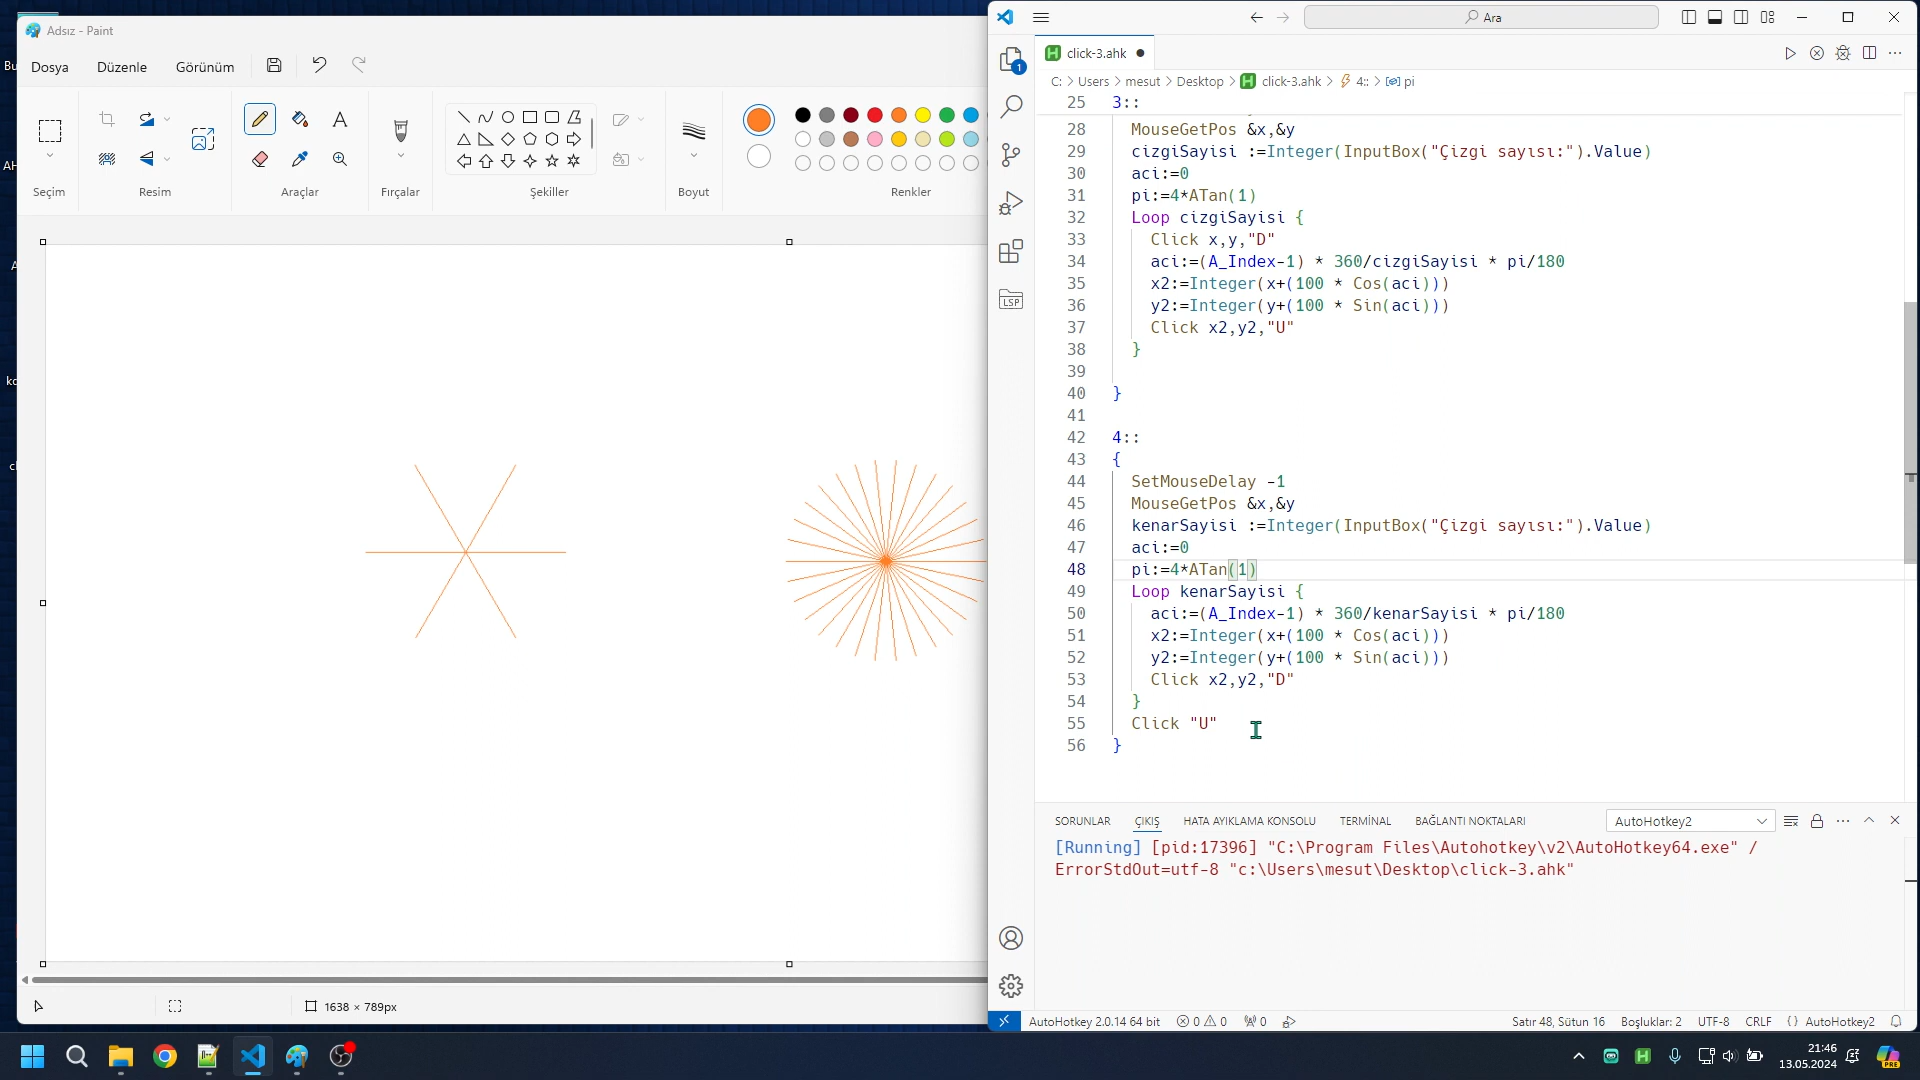 Adsız - Paint
Dosya
Düzenle
Görünüm
Seçim
Resim
Araçlar
Fırçalar
Şekiller
Boyut
Renkler
1638 × 789px
Ara
click-3.ahk
C: > Users > mesut > Desktop > click-3.ahk > 4:: > pi
25 3::
28 MouseGetPos &x,&y
29 cizgiSayisi :=Integer(InputBox("Çizgi sayısı:").Value)
30 aci:=0
31 pi:=4*ATan(1)
32 Loop cizgiSayisi {
33 Click x,y,"D"
34 aci:=(A_Index-1) * 360/cizgiSayisi * pi/180
35 x2:=Integer(x+(100 * Cos(aci)))
36 y2:=Integer(y+(100 * Sin(aci)))
37 Click x2,y2,"U"
38 }
39
40 }
41
42 4::
43 {
44 SetMouseDelay -1
45 MouseGetPos &x,&y
46 kenarSayisi :=Integer(InputBox("Çizgi sayısı:").Value)
47 aci:=0
48 pi:=4*ATan(1)
49 Loop kenarSayisi {
50 aci:=(A_Index-1) * 360/kenarSayisi * pi/180
51 x2:=Integer(x+(100 * Cos(aci)))
52 y2:=Integer(y+(100 * Sin(aci)))
53 Click x2,y2,"D"
54 }
55 Click "U"
56 }
SORUNLAR
ÇIKIŞ
HATA AYIKLAMA KONSOLU
TERMİNAL
BAĞLANTI NOKTALARI
AutoHotkey2
[Running] [pid:17396] "C:\Program Files\Autohotkey\v2\AutoHotkey64.exe" /
ErrorStdOut=utf-8 "c:\Users\mesut\Desktop\click-3.ahk"
AutoHotkey 2.0.14 64 bit
0
0
0
Satır 48, Sütun 16
Boşluklar: 2
UTF-8
CRLF
{ } AutoHotkey2
21:46
13.05.2024